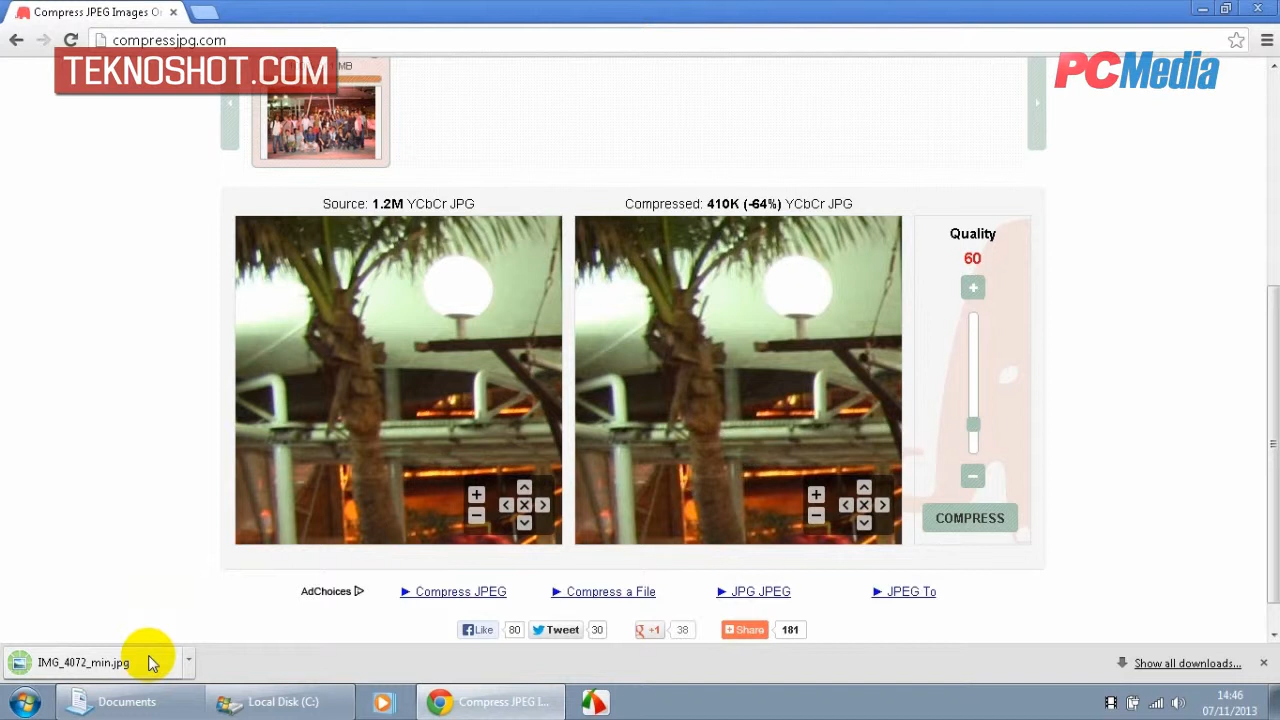 Compress JPEG Images O
compressjpg.com
TEKNOSHOT.COM
PCMedia
MB
Source: 1.2M YCbCr JPG
Compressed: 410K (-64%) YCbCr JPG
Quality
60
COMPRESS
AdChoices
Compress JPEG
Compress a File
JPG JPEG
JPEG To
Like 80
Tweet 30
+1 38
Share 181
IMG_4072_min.jpg
Show all downloads...
Documents
Local Disk (C:)
Compress JPEG I...
14:46
07/11/2013